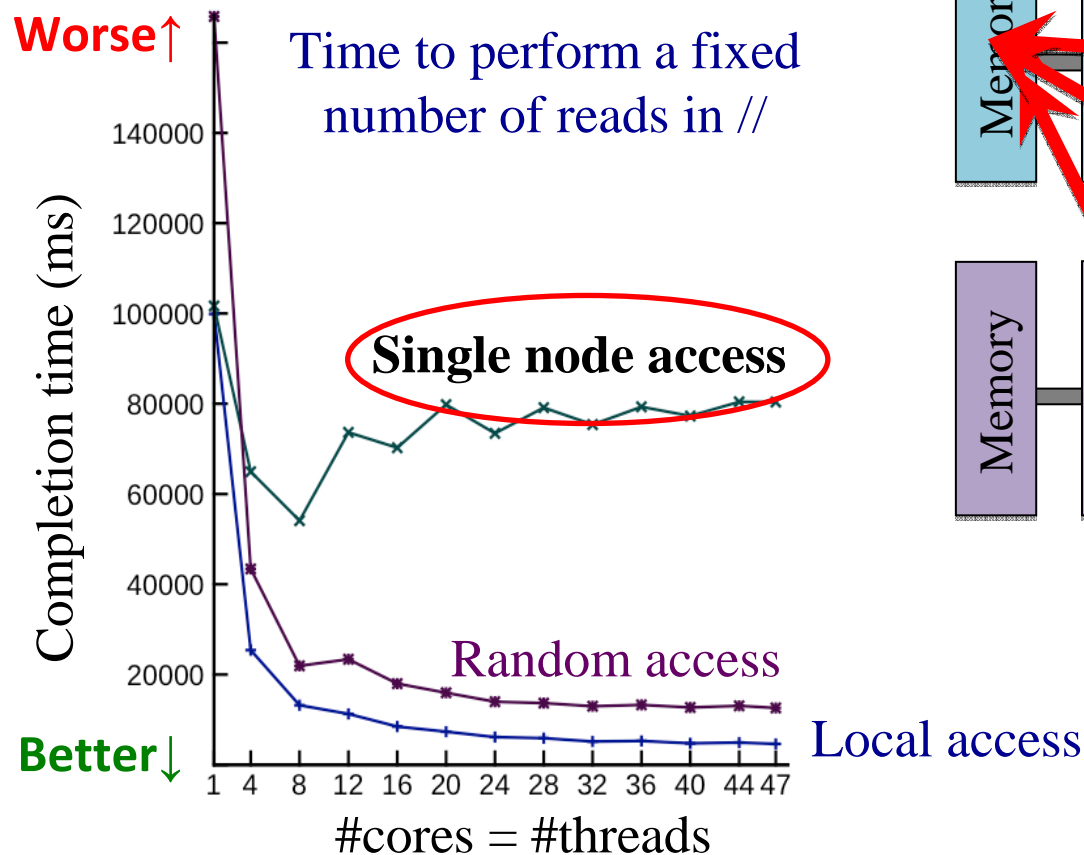 Worse↑
Time to perform a fixed
number of reads in //
Completion time (ms)
140000
120000
100000
80000
60000
40000
20000
Single node access
Random access
Local access
Better↓
1 4 8 12 16 20 24 28 32 36 40 44 47
#cores = #threads
Memory